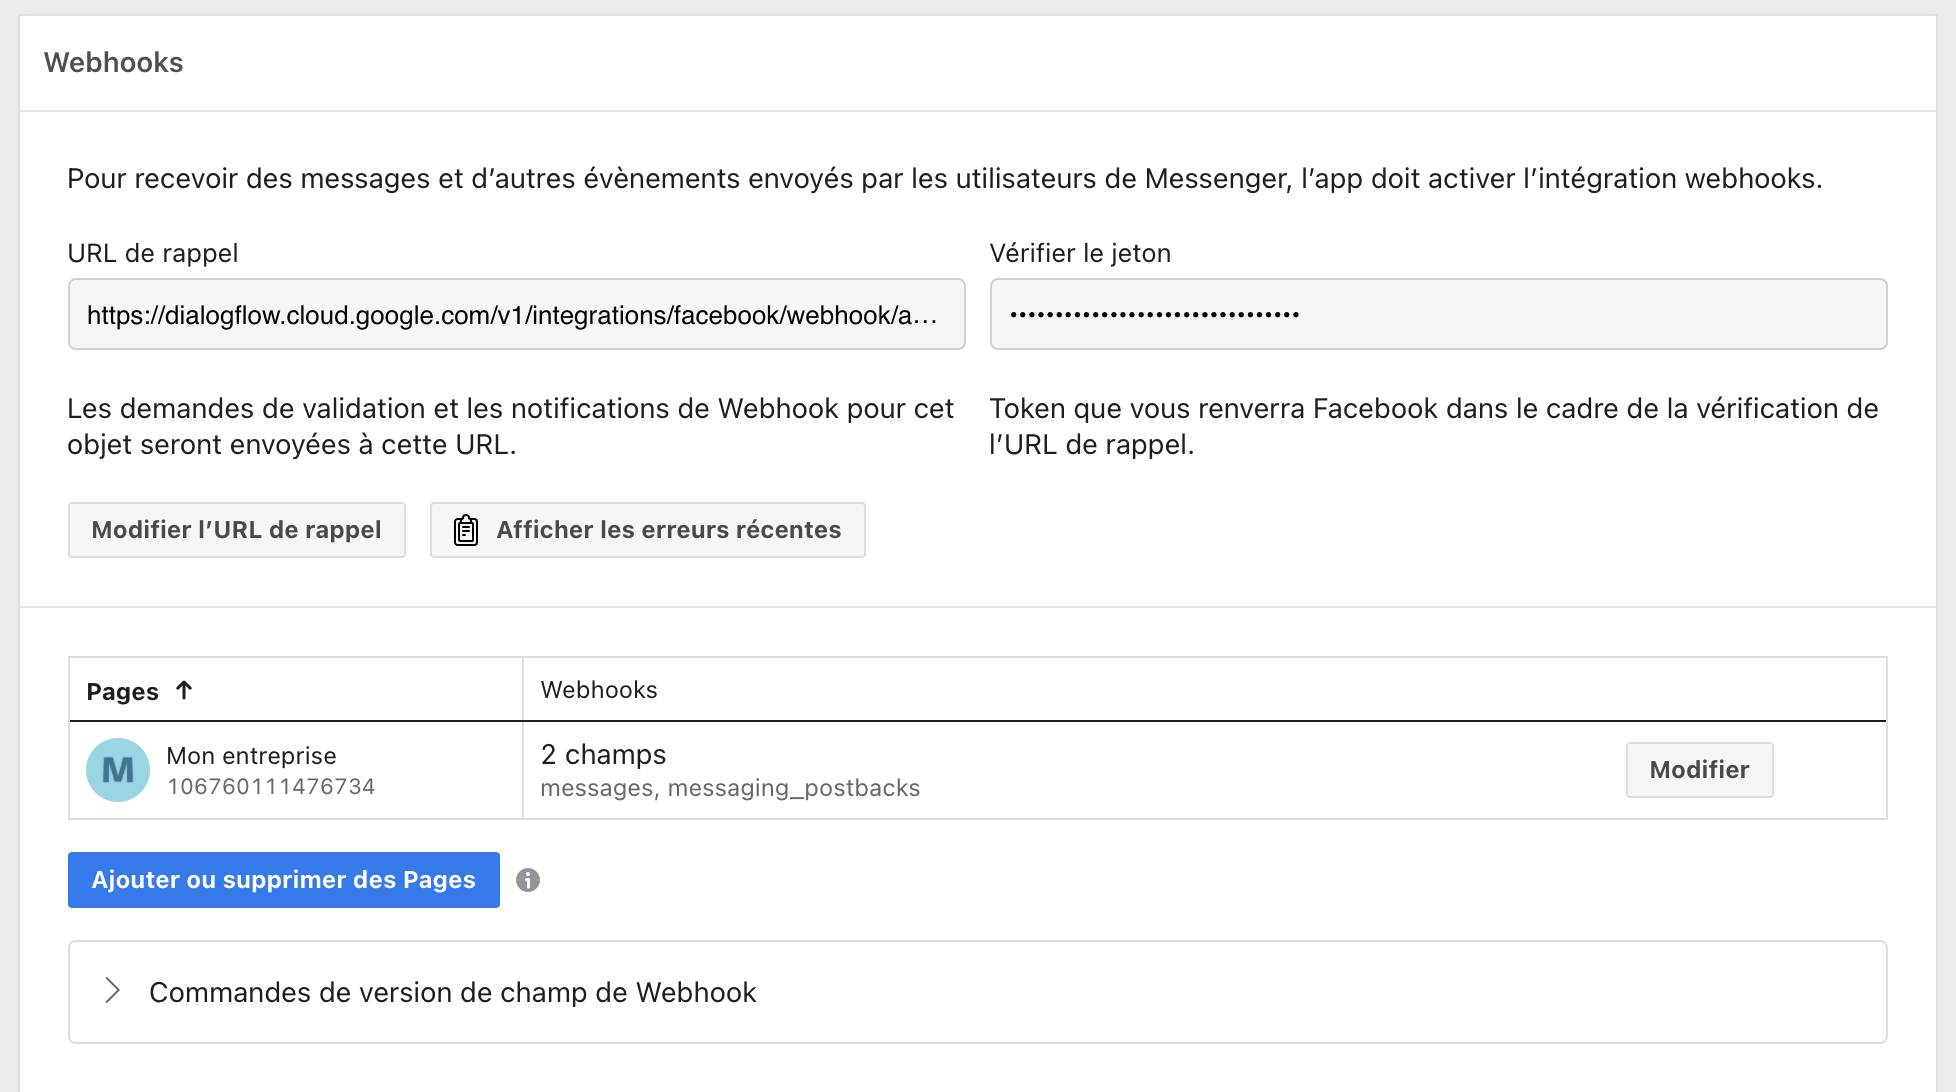 Webhooks
Pour recevoir des messages et d’autres évènements envoyés par les utilisateurs de Messenger, l’app doit activer l’intégration webhooks.
URL de rappel
Vérifier le jeton
https://dialogflow.cloud.google.com/v1/integrations/facebook/webhook/a…
••••••••••••••••••••••••••••••••
Les demandes de validation et les notifications de Webhook pour cet
objet seront envoyées à cette URL.
Token que vous renverra Facebook dans le cadre de la vérification de
l’URL de rappel.
Modifier l’URL de rappel
Afficher les erreurs récentes
Pages ↑
Webhooks
M
Mon entreprise
106760111476734
2 champs
messages, messaging_postbacks
Modifier
Ajouter ou supprimer des Pages
Commandes de version de champ de Webhook